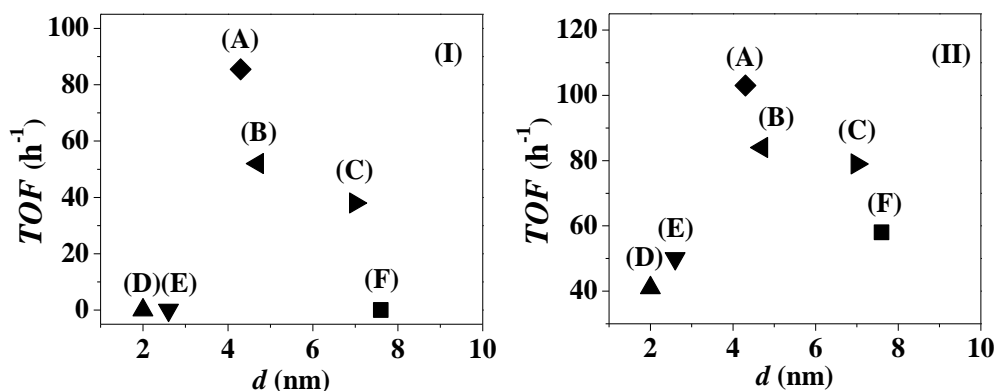 100
(A)
(I)
80
(B)
60
(C)
TOF (h⁻¹)
40
20
(D)
(E)
(F)
0
2
4
6
8
10
d (nm)
120
(A)
(II)
100
(B)
(C)
80
TOF (h⁻¹)
(F)
60
(E)
(D)
40
2
4
6
8
10
d (nm)